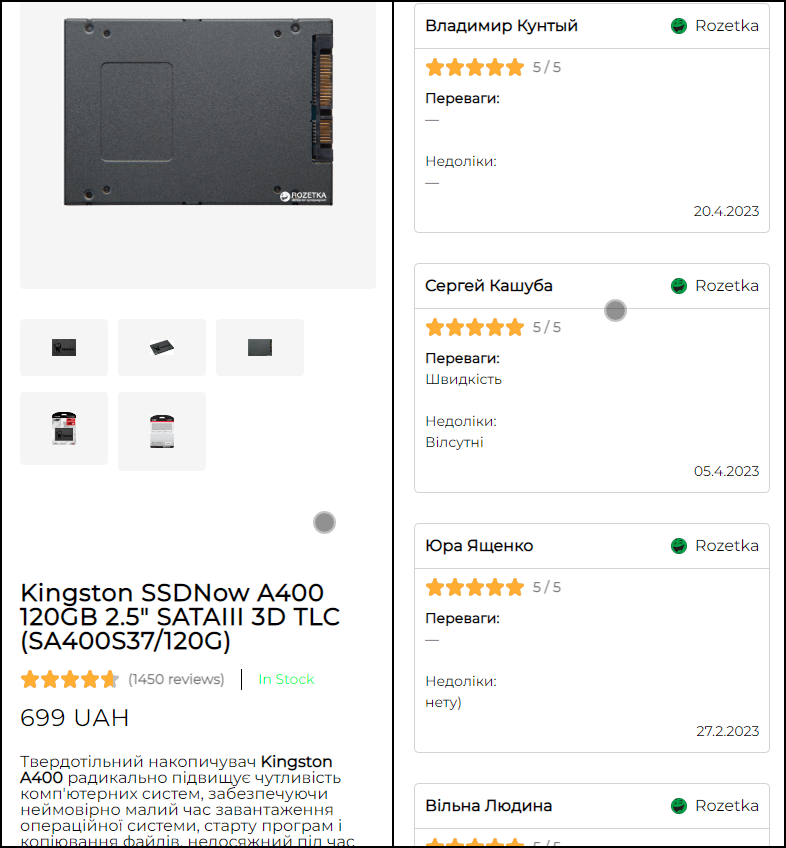 ROZETKA
Kingston SSDNow A400
120GB 2.5" SATAIII 3D TLC
(SA400S37/120G)
(1450 reviews)
In Stock
699 UAH
Твердотільний накопичувач Kingston
A400 радикально підвищує чутливість
комп'ютерних систем, забезпечуючи
неймовірно малий час завантаження
операційної системи, старту програм і
копіювання файлів, недосяжний під час
Владимир Кунтый
Rozetka
5 / 5
Переваги:
—
Недоліки:
—
20.4.2023
Сергей Кашуба
Rozetka
5 / 5
Переваги:
Швидкість
Недоліки:
Вілсутні
05.4.2023
Юра Ященко
Rozetka
5 / 5
Переваги:
—
Недоліки:
нету)
27.2.2023
Вільна Людина
Rozetka
5 / 5